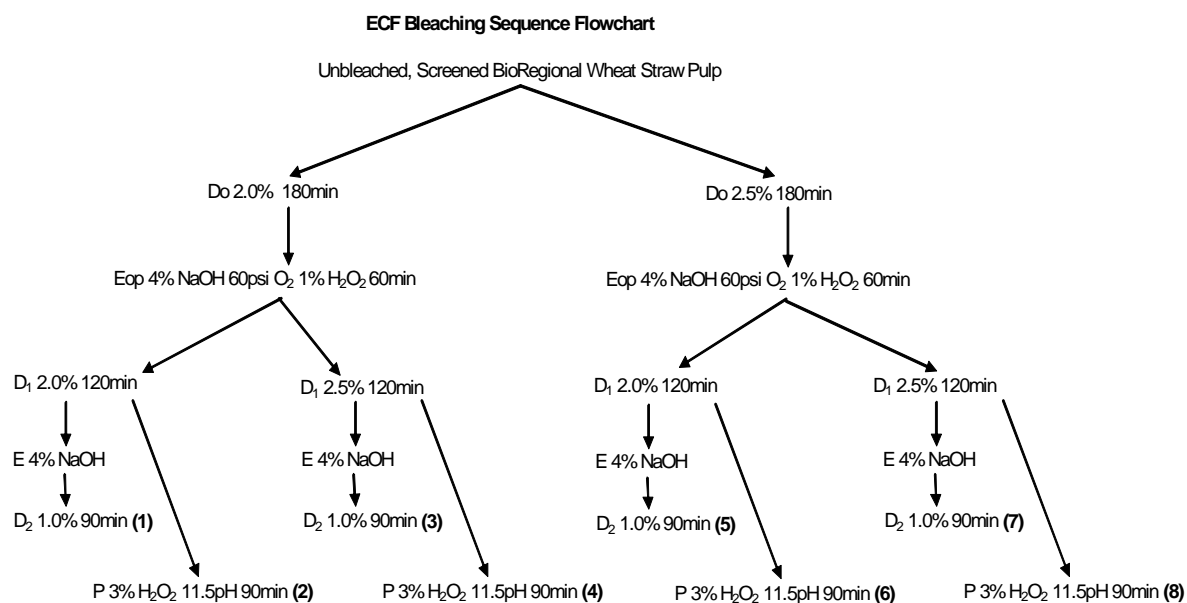 ECF Bleaching Sequence Flowchart
Unbleached, Screened BioRegional Wheat Straw Pulp
Do 2.0% 180min
Do 2.5% 180min
Eop 4% NaOH 60psi O₂ 1% H₂O₂ 60min
Eop 4% NaOH 60psi O₂ 1% H₂O₂ 60min
D₁ 2.0% 120min
D₁ 2.5% 120min
D₁ 2.0% 120min
D₁ 2.5% 120min
E 4% NaOH
E 4% NaOH
E 4% NaOH
E 4% NaOH
D₂ 1.0% 90min (1)
D₂ 1.0% 90min (3)
D₂ 1.0% 90min (5)
D₂ 1.0% 90min (7)
P 3% H₂O₂ 11.5pH 90min (2)
P 3% H₂O₂ 11.5pH 90min (4)
P 3% H₂O₂ 11.5pH 90min (6)
P 3% H₂O₂ 11.5pH 90min (8)